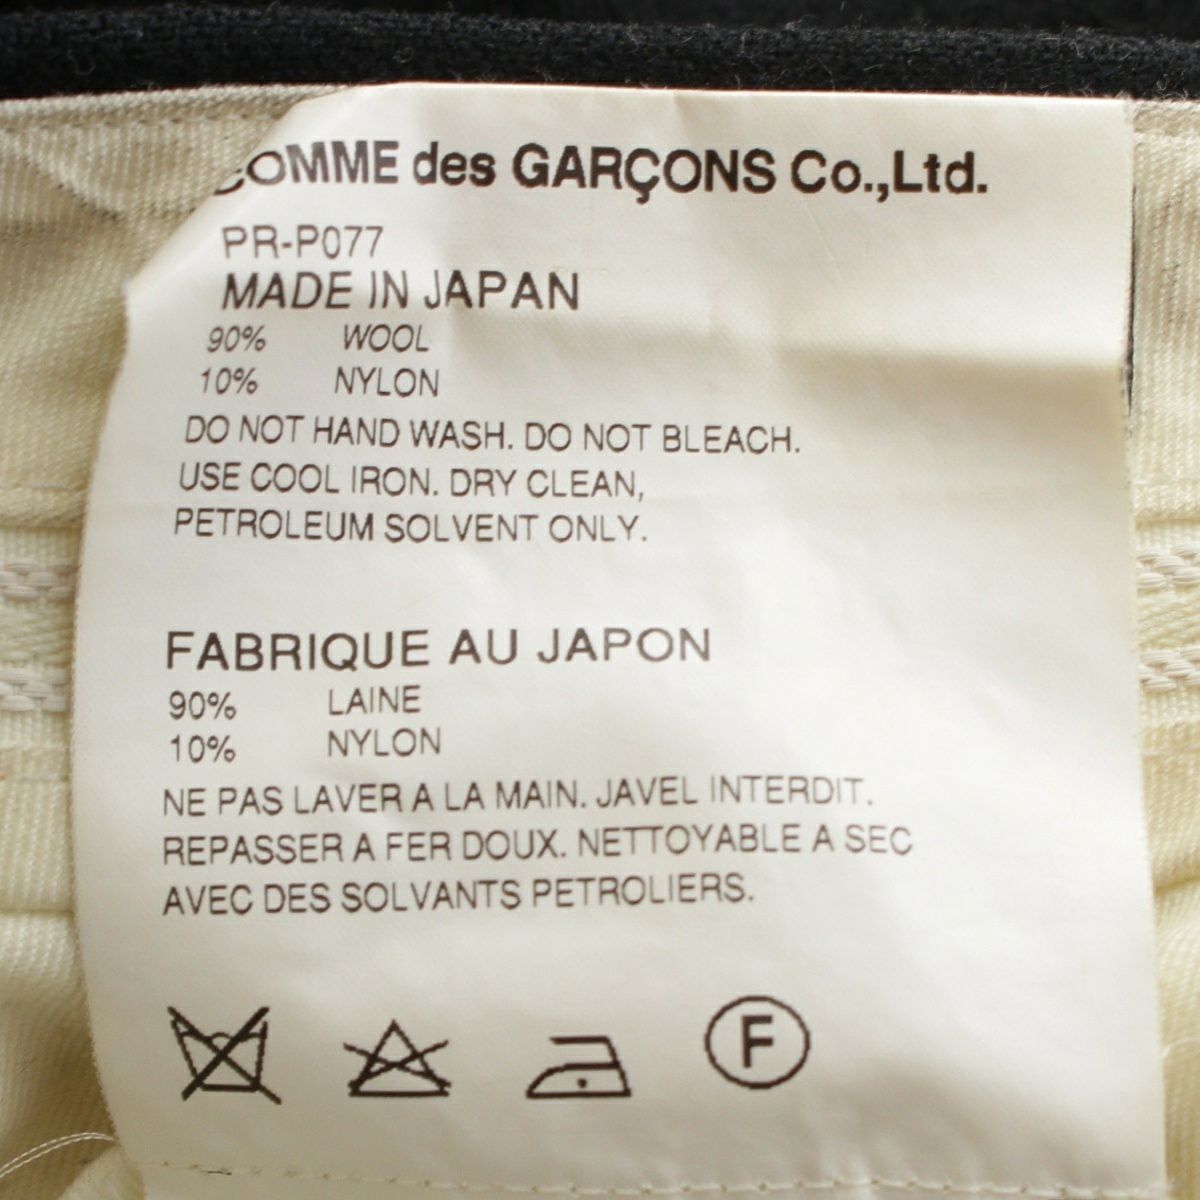 COMME des GARÇONS Co.,Ltd.
PR-P077
MADE IN JAPAN
90% WOOL
10% NYLON
DO NOT HAND WASH. DO NOT BLEACH.
USE COOL IRON. DRY CLEAN,
PETROLEUM SOLVENT ONLY.
FABRIQUE AU JAPON
90% LAINE
10% NYLON
NE PAS LAVER A LA MAIN. JAVEL INTERDIT.
REPASSER A FER DOUX. NETTOYABLE A SEC
AVEC DES SOLVANTS PETROLIERS.
F